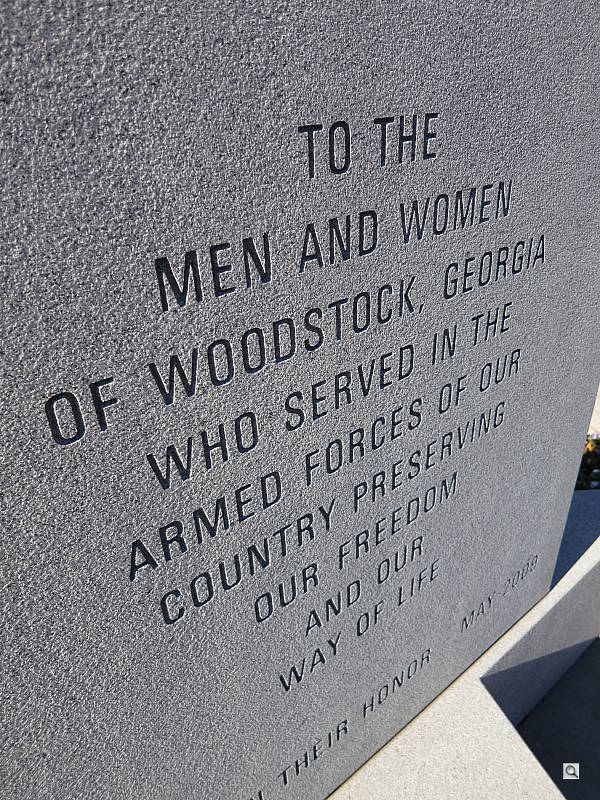 TO THE
MEN AND WOMEN
OF WOODSTOCK, GEORGIA
WHO SERVED IN THE
ARMED FORCES OF OUR
COUNTRY PRESERVING
OUR FREEDOM
AND OUR
WAY OF LIFE
THEIR HONOR MAY 2009